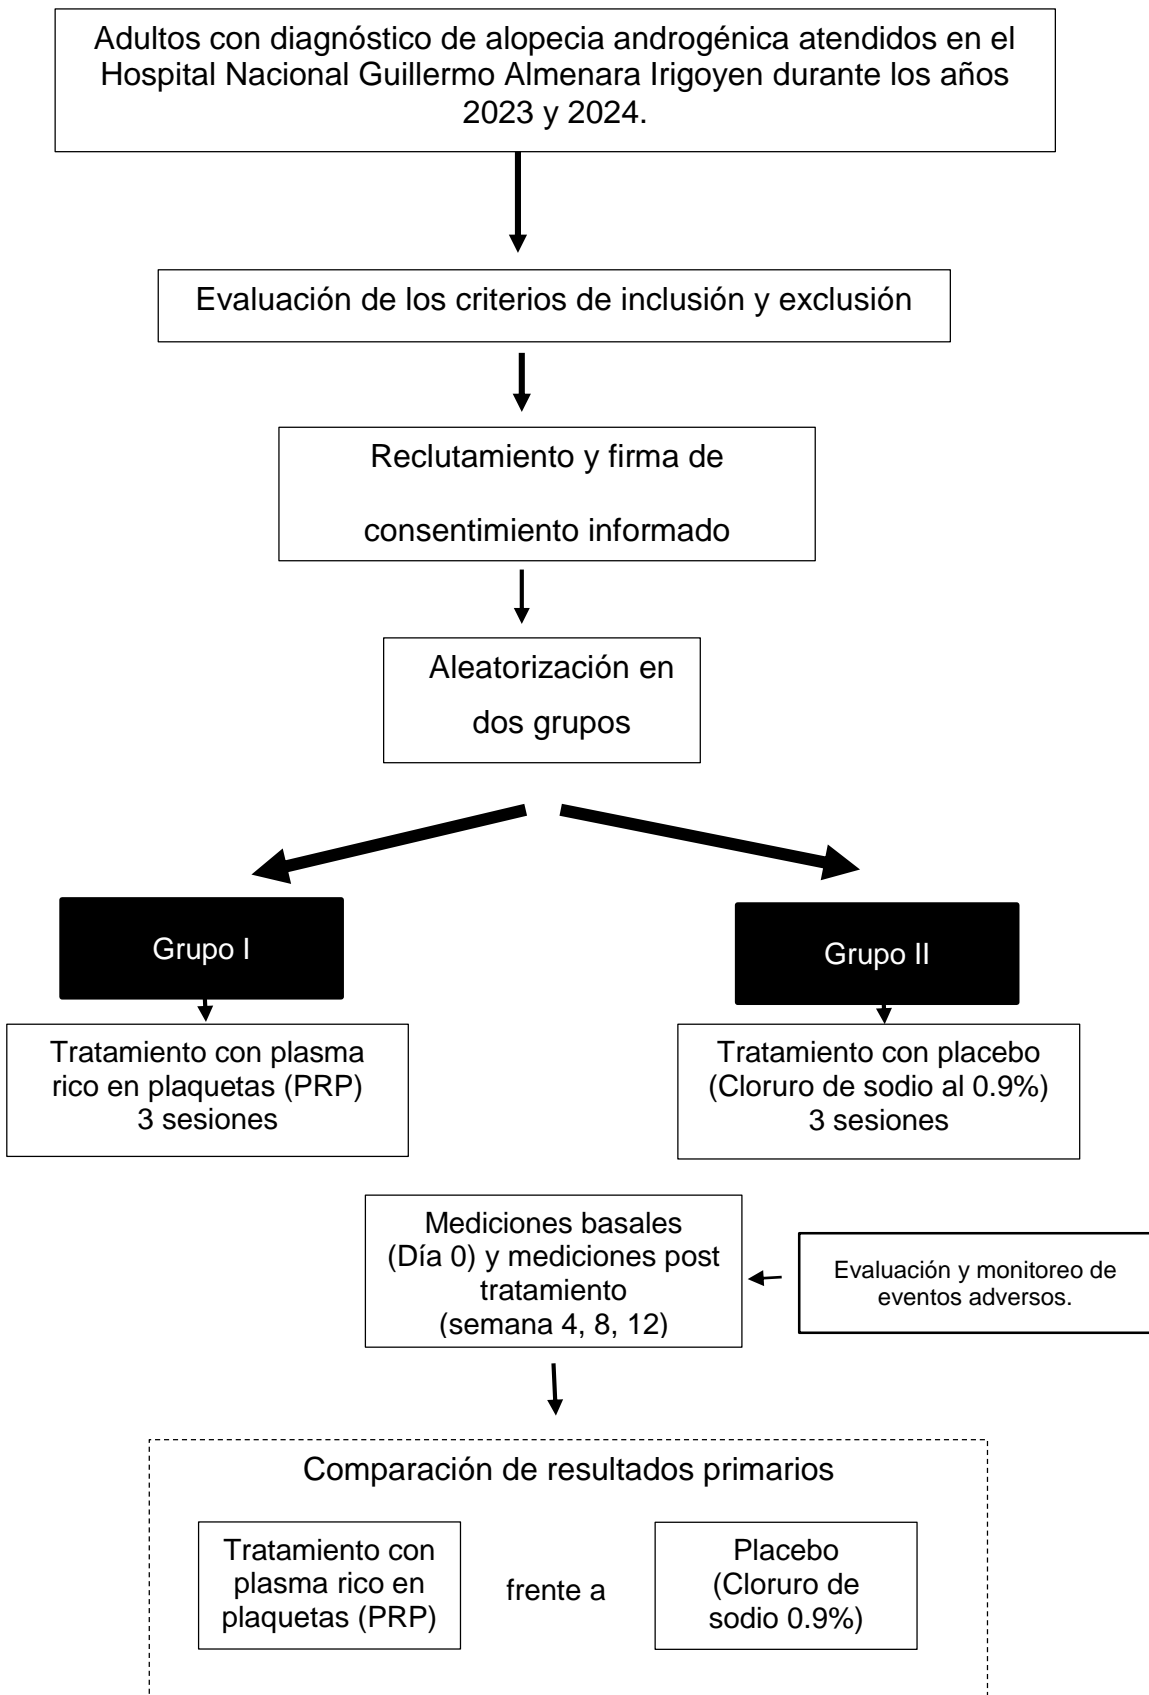 Adultos con diagnóstico de alopecia androgénica atendidos en el
Hospital Nacional Guillermo Almenara Irigoyen durante los años
2023 y 2024.
Evaluación de los criterios de inclusión y exclusión
Reclutamiento y firma de
consentimiento informado
Aleatorización en
dos grupos
Grupo I
Grupo II
Tratamiento con plasma
rico en plaquetas (PRP)
3 sesiones
Tratamiento con placebo
(Cloruro de sodio al 0.9%)
3 sesiones
Mediciones basales
(Día 0) y mediciones post
tratamiento
(semana 4, 8, 12)
Evaluación y monitoreo de
eventos adversos.
Comparación de resultados primarios
Tratamiento con
plasma rico en
plaquetas (PRP)
frente a
Placebo
(Cloruro de
sodio 0.9%)